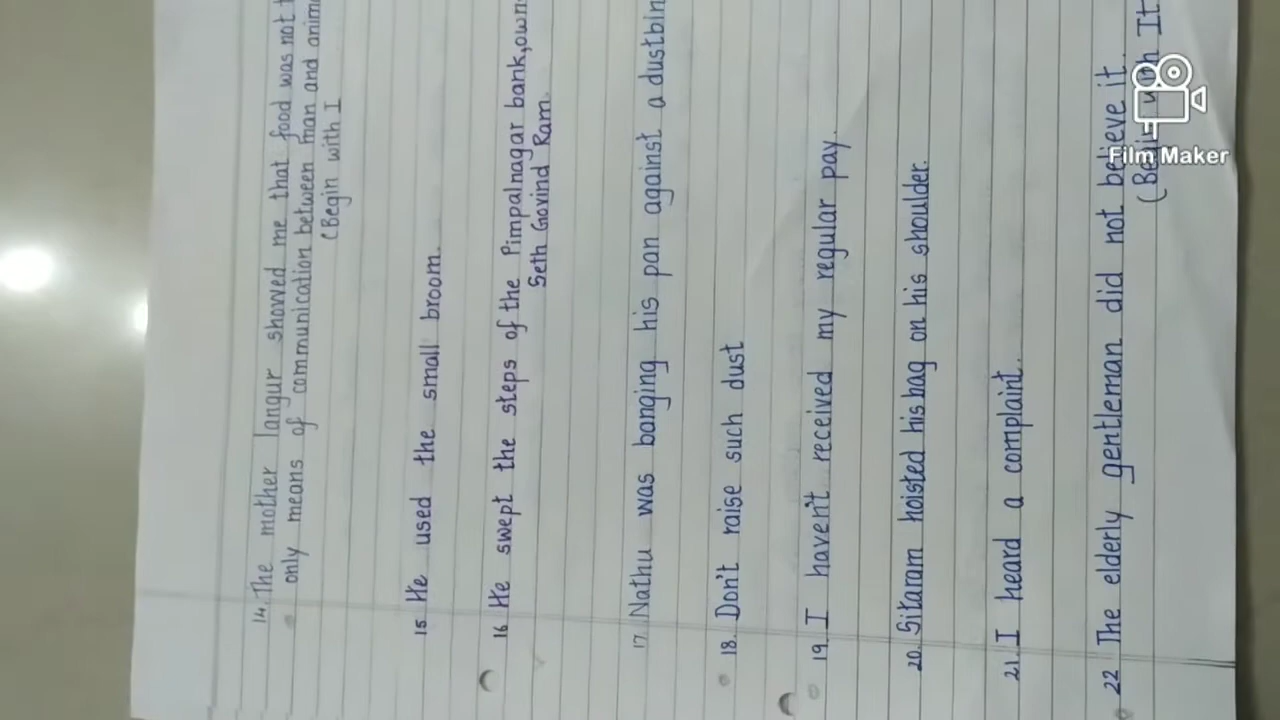 14. The mother langur showed me that food was not
only means of communication between man and
(Begin with I
15. He used the small broom.
16 He swept the steps of the Pimpalnagar bank,
Seth Govind Ram.
17. Nathu was banging his pan against a dustbin
18. Don't raise such dust
19. I haven't received my regular pay.
20. Sitaram hoisted his bag on his shoulder.
21. I heard a complaint.
22 The elderly gentleman did not believe it.
(Begin with It
Film Maker